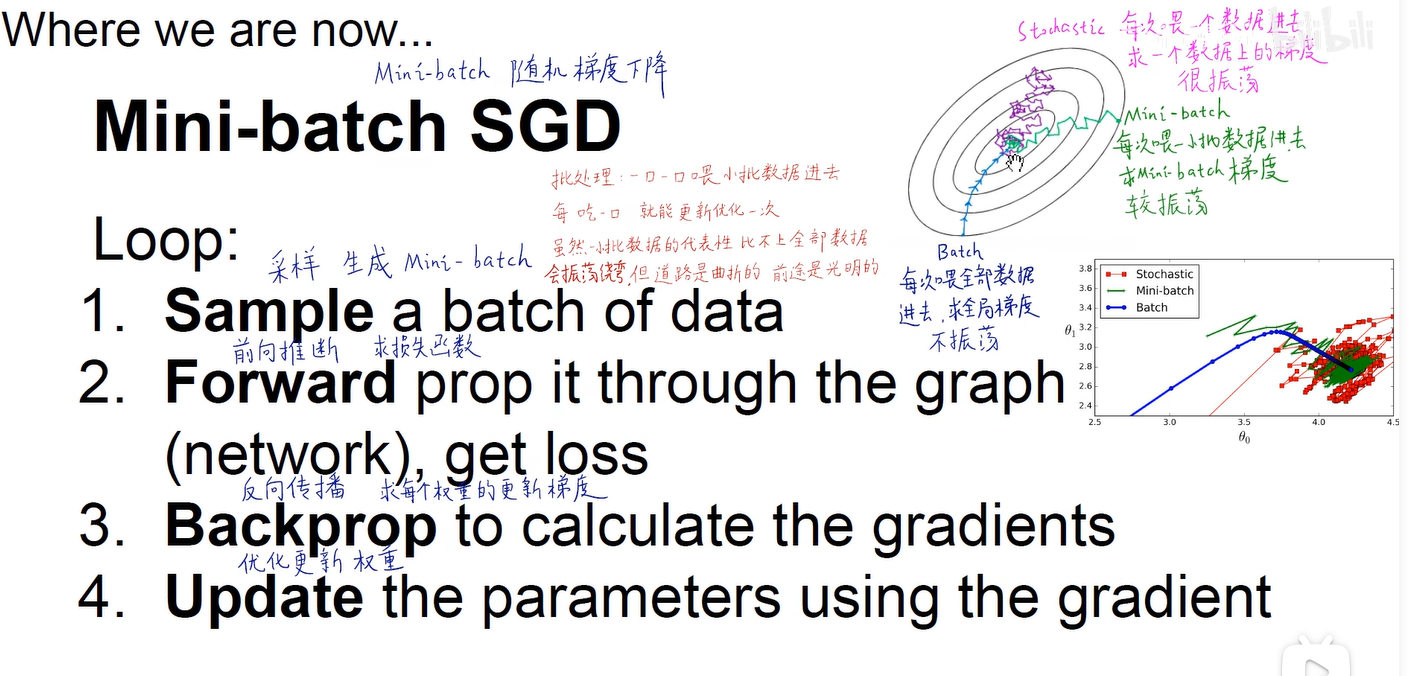 Where we are now...
Mini-batch 随机梯度下降
Mini-batch SGD
批处理:一口一口喂小批数据进去
每吃一口 就能更新优化一次
虽然小批数据的代表性 比不上全部数据
会振荡绕弯,但道路是曲折的 前途是光明的
Loop:
采样 生成 Mini-batch
1. Sample a batch of data
前向推断 求损失函数
2. Forward prop it through the graph
(network), get loss
反向传播 求每个权重的更新梯度
3. Backprop to calculate the gradients
优化更新 权重
4. Update the parameters using the gradient
Stochastic 每次喂一个数据进去
求一个数据上的梯度
很振荡
Mini-batch
每次喂一小批数据进去
求Mini-batch梯度
较振荡
Batch
每次喂全部数据
进去,求全局梯度
不振荡
Stochastic
Mini-batch
Batch
3.8
3.6
3.4
3.2
θ₁ 3.0
2.8
2.6
2.4
2.5 3.0 3.5 4.0 4.5
θ₀